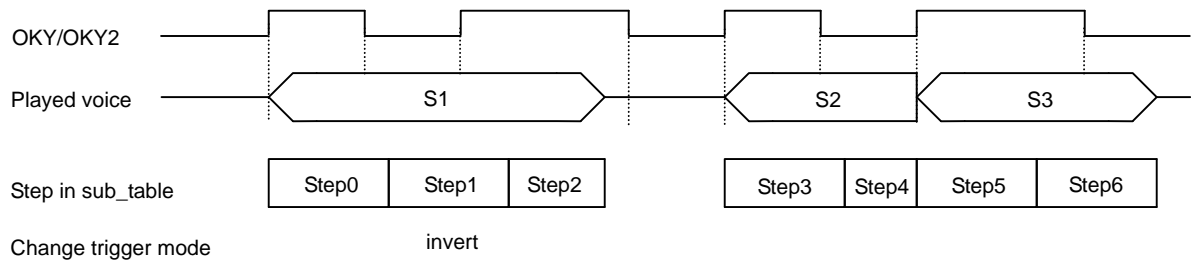 OKY/OKY2
Played voice S1 S2 S3
Step in sub_table Step0 Step1 Step2 Step3 Step4 Step5 Step6
Change trigger mode invert